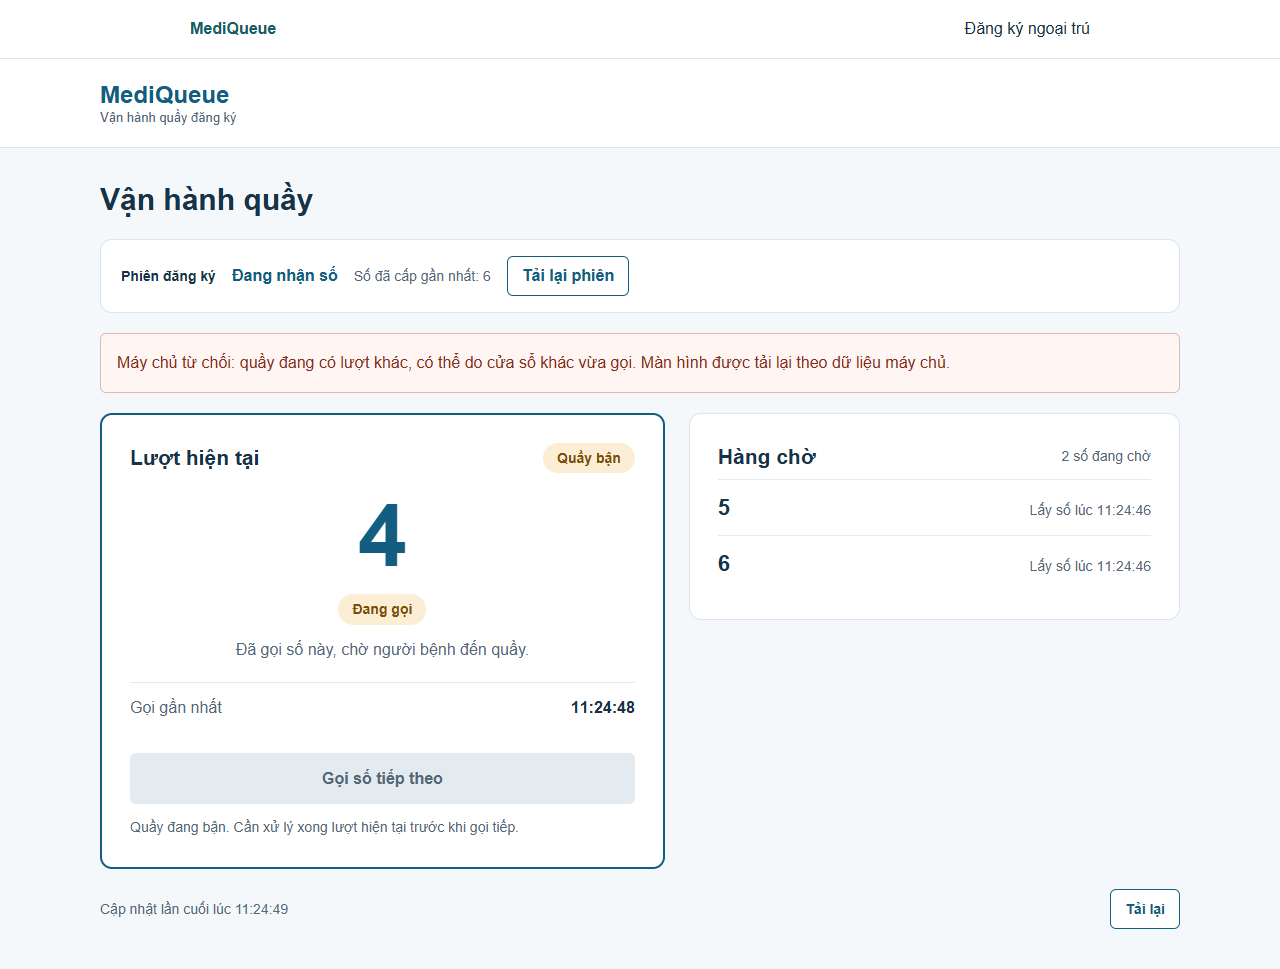 MediQueue
Đăng ký ngoại trú
MediQueue
Vận hành quầy đăng ký
Vận hành quầy
Phiên đăng ký Đang nhận số Số đã cấp gần nhất: 6 Tải lại phiên
Máy chủ từ chối: quầy đang có lượt khác, có thể do cửa sổ khác vừa gọi. Màn hình được tải lại theo dữ liệu máy chủ.
Lượt hiện tại Quầy bận
4
Đang gọi
Đã gọi số này, chờ người bệnh đến quầy.
Gọi gần nhất 11:24:48
Gọi số tiếp theo
Quầy đang bận. Cần xử lý xong lượt hiện tại trước khi gọi tiếp.
Hàng chờ 2 số đang chờ
5 Lấy số lúc 11:24:46
6 Lấy số lúc 11:24:46
Cập nhật lần cuối lúc 11:24:49 Tải lại